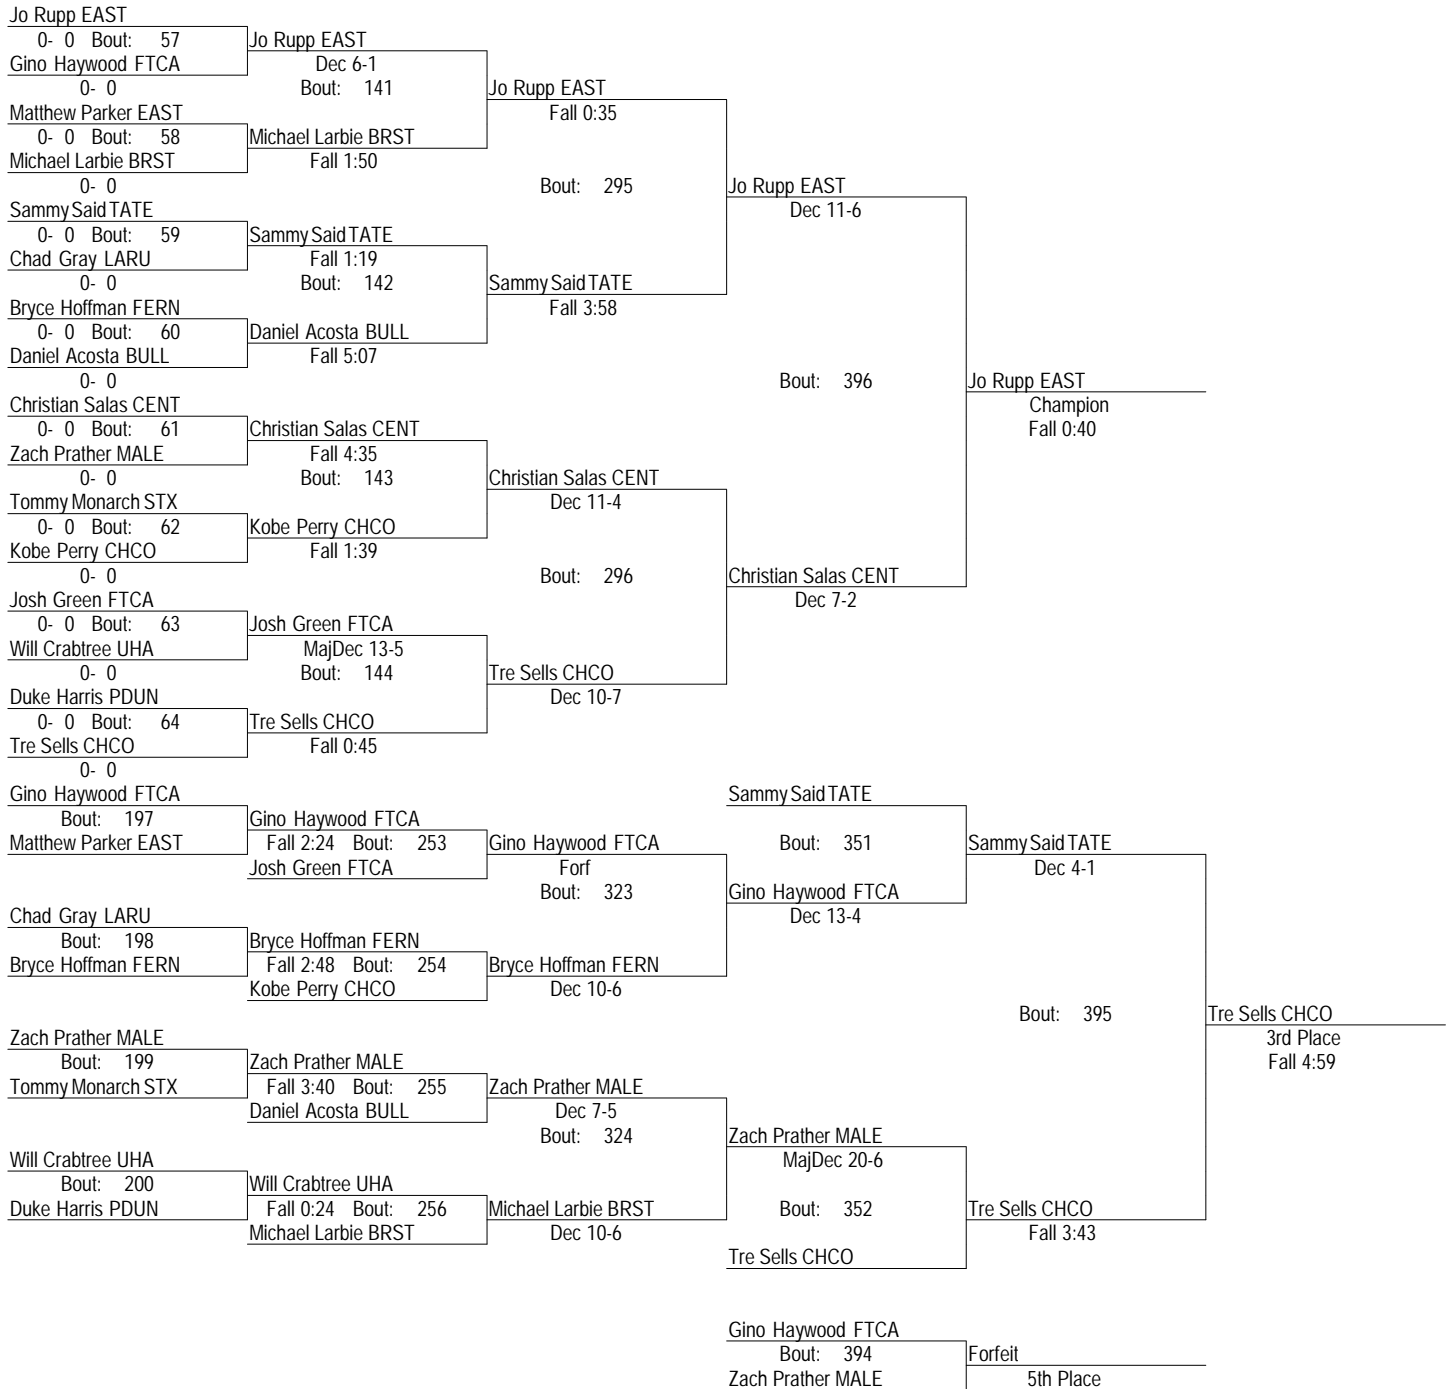 Jo Rupp EAST
0- 0 Bout: 57 Jo Rupp EAST
Gino Haywood FTCA Dec 6-1
0- 0 Bout: 141 Jo Rupp EAST
Matthew Parker EAST Fall 0:35
0- 0 Bout: 58 Michael Larbie BRST
Michael Larbie BRST Fall 1:50
0- 0 Bout: 295 Jo Rupp EAST
Sammy Said TATE Dec 11-6
0- 0 Bout: 59 Sammy Said TATE
Chad Gray LARU Fall 1:19
0- 0 Bout: 142 Sammy Said TATE
Bryce Hoffman FERN Fall 3:58
0- 0 Bout: 60 Daniel Acosta BULL
Daniel Acosta BULL Fall 5:07
0- 0 Bout: 396 Jo Rupp EAST
Christian Salas CENT Champion
0- 0 Bout: 61 Christian Salas CENT Fall 0:40
Zach Prather MALE Fall 4:35
0- 0 Bout: 143 Christian Salas CENT
Tommy Monarch STX Dec 11-4
0- 0 Bout: 62 Kobe Perry CHCO
Kobe Perry CHCO Fall 1:39
0- 0 Bout: 296 Christian Salas CENT
Josh Green FTCA Dec 7-2
0- 0 Bout: 63 Josh Green FTCA
Will Crabtree UHA MajDec 13-5
0- 0 Bout: 144 Tre Sells CHCO
Duke Harris PDUN Dec 10-7
0- 0 Bout: 64 Tre Sells CHCO
Tre Sells CHCO Fall 0:45
0- 0
Gino Haywood FTCA Sammy Said TATE
Bout: 197 Gino Haywood FTCA
Matthew Parker EAST Fall 2:24 Bout: 253 Gino Haywood FTCA Bout: 351 Sammy Said TATE
Josh Green FTCA Forf Dec 4-1
Bout: 323 Gino Haywood FTCA
Chad Gray LARU Dec 13-4
Bout: 198 Bryce Hoffman FERN
Bryce Hoffman FERN Fall 2:48 Bout: 254 Bryce Hoffman FERN
Kobe Perry CHCO Dec 10-6
Bout: 395 Tre Sells CHCO
Zach Prather MALE 3rd Place
Bout: 199 Zach Prather MALE Fall 4:59
Tommy Monarch STX Fall 3:40 Bout: 255 Zach Prather MALE
Daniel Acosta BULL Dec 7-5
Bout: 324 Zach Prather MALE
Will Crabtree UHA MajDec 20-6
Bout: 200 Will Crabtree UHA
Duke Harris PDUN Fall 0:24 Bout: 256 Michael Larbie BRST Bout: 352 Tre Sells CHCO
Michael Larbie BRST Dec 10-6 Fall 3:43
Tre Sells CHCO
Gino Haywood FTCA
Bout: 394 Forfeit
Zach Prather MALE 5th Place